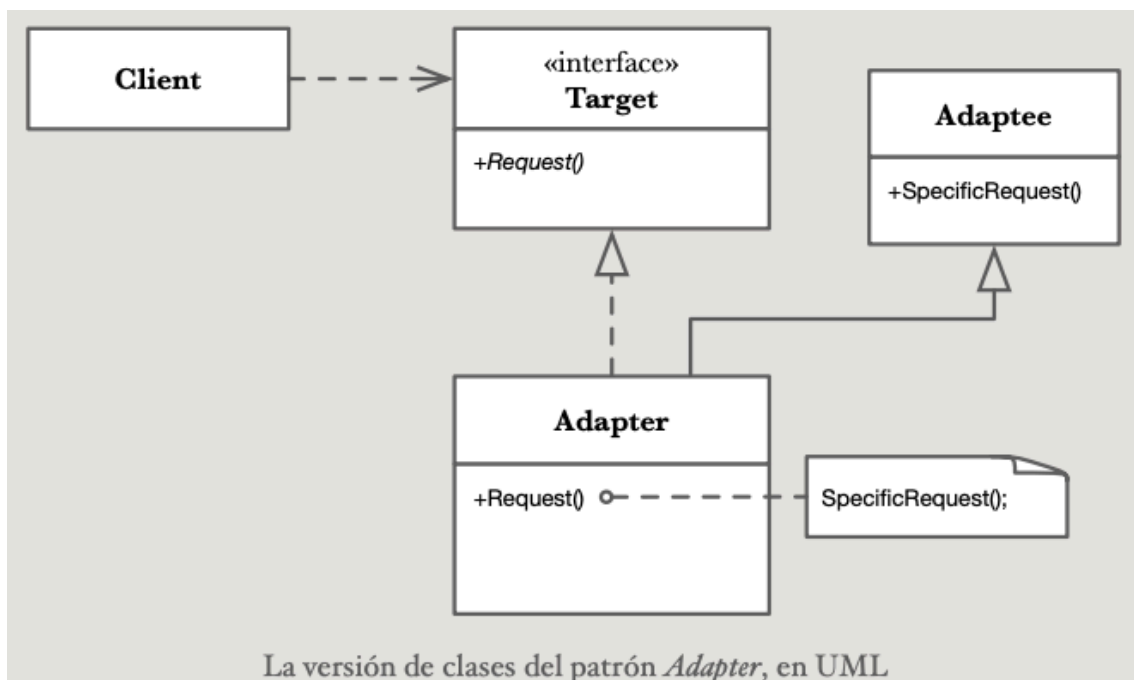 Client
«interface»
Target
+Request()
Adaptee
+SpecificRequest()
Adapter
+Request()
SpecificRequest();
La versión de clases del patrón Adapter, en UML